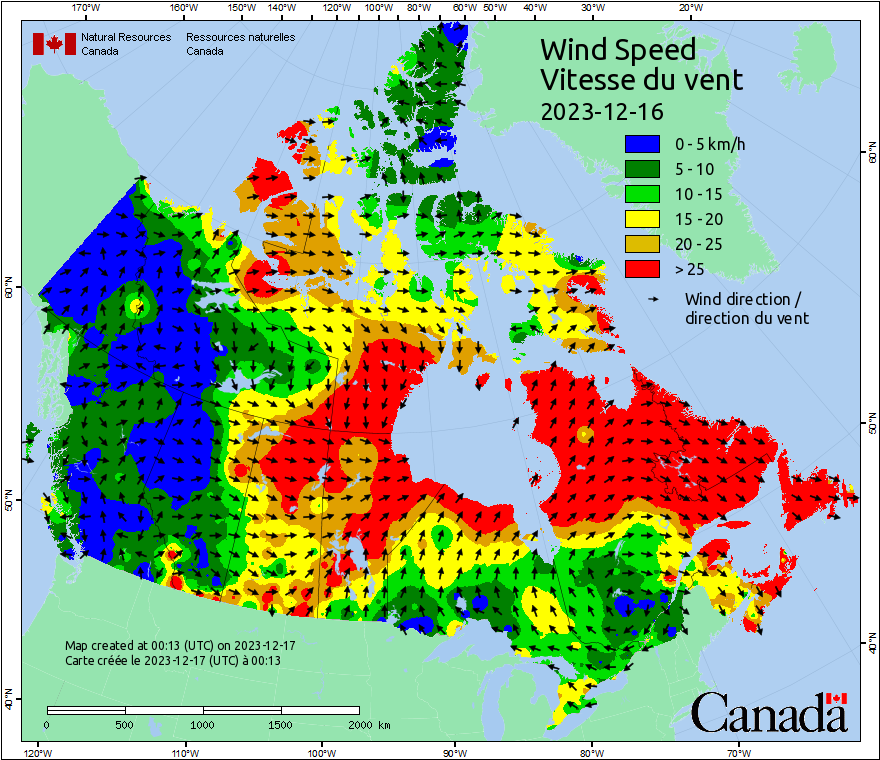 170°W 160°W 150°W 140°W 120°W 100°W 80°W 60°W 50°W 40°W 30°W 20°W
Natural Resources Canada
Ressources naturelles Canada
Wind Speed
Vitesse du vent
2023-12-16
0 - 5 km/h
5 - 10
10 - 15
15 - 20
20 - 25
> 25
Wind direction /
direction du vent
60°N
50°N
40°N
60°N
50°N
40°N
Map created at 00:13 (UTC) on 2023-12-17
Carte créée le 2023-12-17 (UTC) à 00:13
0 500 1000 1500 2000 km
Canada
120°W 110°W 100°W 90°W 80°W 70°W